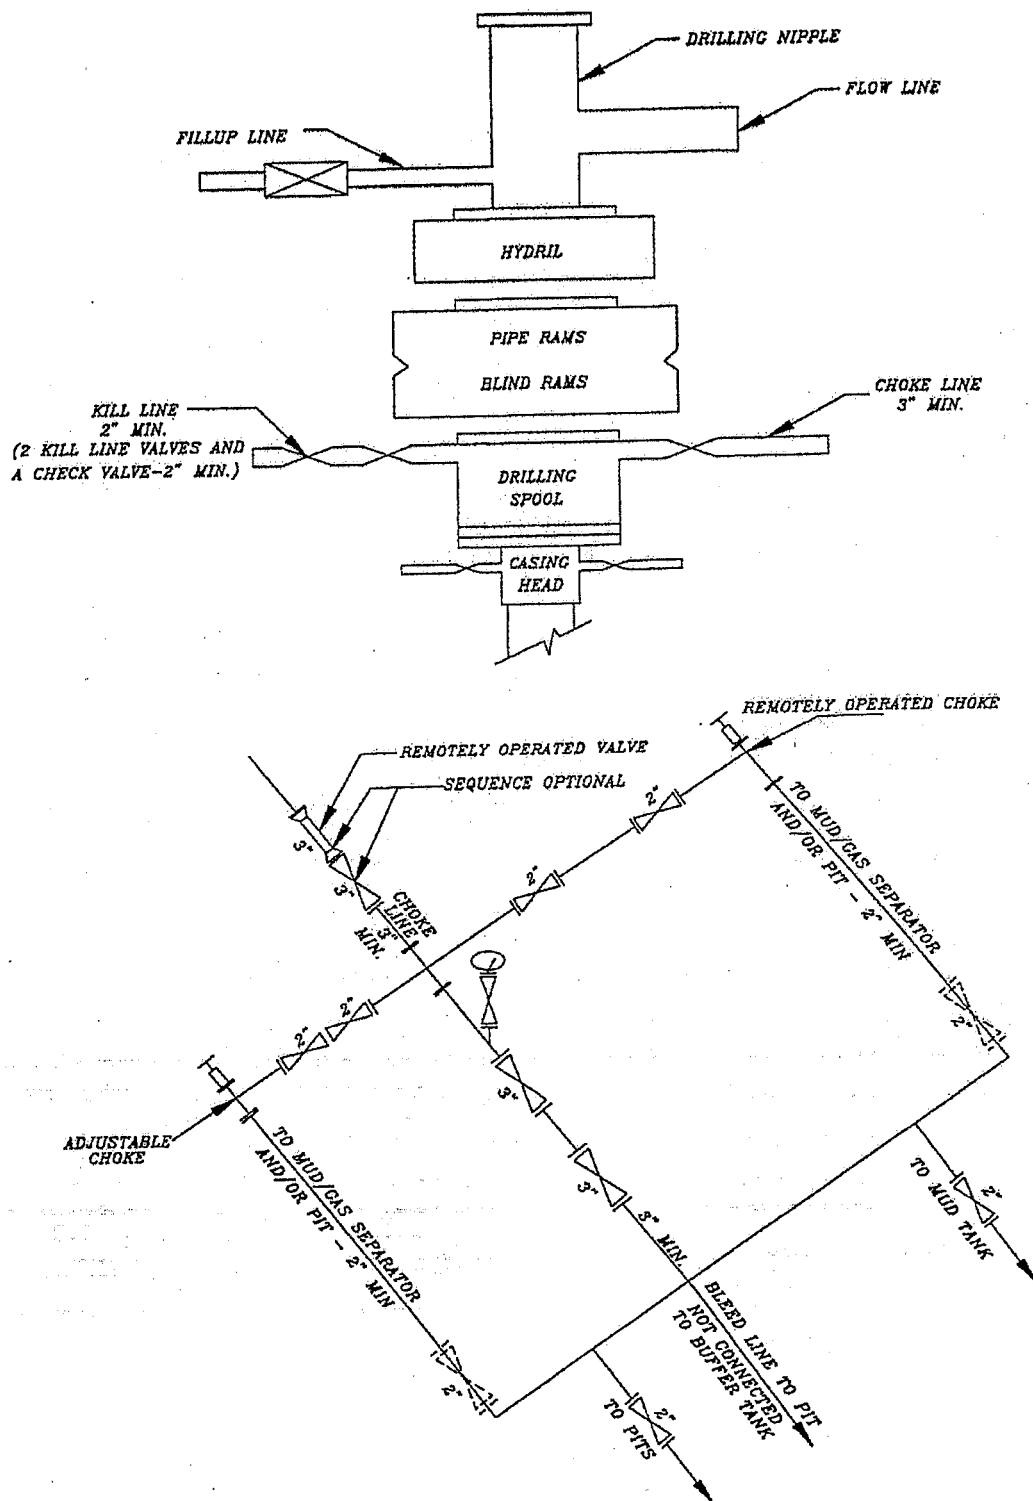 DRILLING NIPPLE
FLOW LINE
FILLUP LINE
HYDRIL
PIPE RAMS
BLIND RAMS
KILL LINE
2" MIN.
(2 KILL LINE VALVES AND
A CHECK VALVE-2" MIN.)
CHOKE LINE
3" MIN.
DRILLING
SPOOL
CASING
HEAD
REMOTELY OPERATED CHOKE
REMOTELY OPERATED VALVE
SEQUENCE OPTIONAL
3"
3"
CHOKE
LINE
3"
MIN.
2"
2"
TO MUD/GAS SEPARATOR
AND/OR PIT - 2" MIN
2"
2"
2"
3"
3"
3" MIN.
ADJUSTABLE
CHOKE
TO MUD/GAS SEPARATOR
AND/OR PIT - 2" MIN
2"
2"
TO MUD TANK
BLEED LINE TO PIT
NOT CONNECTED
TO BUFFER TANK
2"
TO PITS